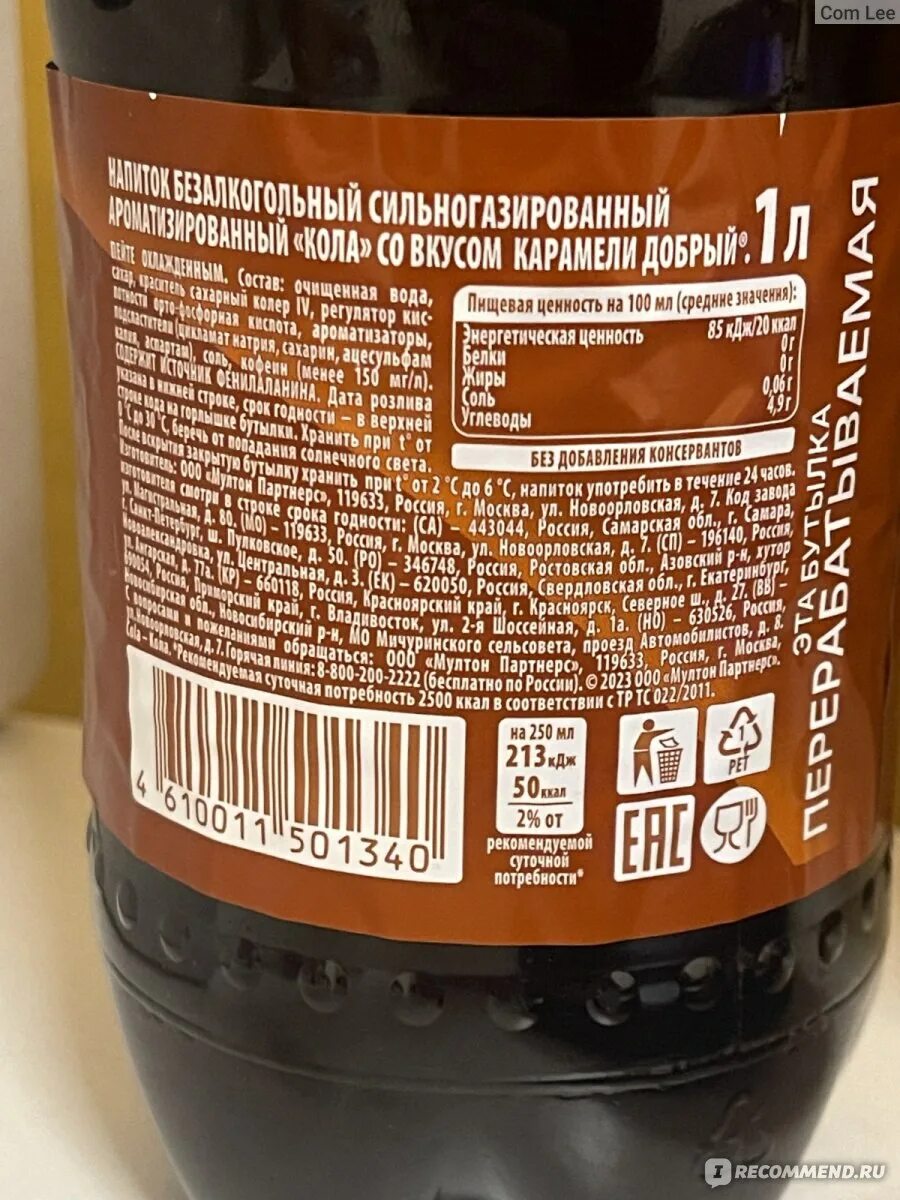 Com Lee
НАПИТОК БЕЗАЛКОГОЛЬНЫЙ СИЛЬНОГАЗИРОВАННЫЙ
АРОМАТИЗИРОВАННЫЙ «КОЛА» СО ВКУСОМ КАРАМЕЛИ ДОБРЫЙ®. 1 Л
ПЕЙТЕ ОХЛАЖДЕННЫМ. Состав: очищенная вода,
сахар, краситель сахарный колер IV, регулятор кис-
лотности орто-фосфорная кислота, ароматизаторы,
подсластители (цикламат натрия, сахарин, ацесульфам
калия, аспартам), соль, кофеин (менее 150 мг/л).
СОДЕРЖИТ ИСТОЧНИК ФЕНИЛАЛАНИНА. Дата розлива
указана в нижней строке, срок годности – в верхней
строке кода на горлышке бутылки. Хранить при t° от
0 °C до 30 °C, беречь от попадания солнечного света.
После вскрытия закрытую бутылку хранить при t° от 2 °C до 6 °C, напиток употребить в течение 24 часов.
Изготовитель: ООО «Мултон Партнерс», 119633, Россия, г. Москва, ул. Новоорловская, д. 7. Код завода
изготовителя смотри в строке срока годности: (СА) – 443044, Россия, Самарская обл., г. Самара,
ул. Магистральная, д. 80. (МО) – 119633, Россия, г. Москва, ул. Новоорловская, д. 7. (СП) – 196140, Россия,
г. Санкт-Петербург, ш. Пулковское, д. 50. (РО) – 346748, Россия, Ростовская обл., Азовский р-н, хутор
Новоалександровка, ул. Центральная, д. 3. (ЕК) – 620050, Россия, Свердловская обл., г. Екатеринбург,
ул. Ангарская, д. 77а. (КР) – 660118, Россия, Красноярский край, г. Красноярск, Северное ш., д. 27. (ВВ) –
690054, Россия, Приморский край, г. Владивосток, ул. 2-я Шоссейная, д. 1а. (НО) – 630526, Россия,
Новосибирская обл., Новосибирский р-н, МО Мичуринского сельсовета, проезд Автомобилистов, д. 8.
С вопросами и пожеланиями обращаться: ООО «Мултон Партнерс», 119633, Россия, г. Москва,
ул. Новоорловская, д. 7. Горячая линия: 8-800-200-2222 (бесплатно по России). © 2023 ООО «Мултон Партнерс».
Cola – Кола. *Рекомендуемая суточная потребность 2500 ккал в соответствии с ТР ТС 022/2011.
Пищевая ценность на 100 мл (средние значения):
Энергетическая ценность 85 кДж/20 ккал
Белки 0 г
Жиры 0 г
Соль 0,06 г
Углеводы 4,9 г
БЕЗ ДОБАВЛЕНИЯ КОНСЕРВАНТОВ
ЭТА БУТЫЛКА
ПЕРЕРАБАТЫВАЕМАЯ
4 610011 501340
на 250 мл
213 кДж
50 ккал
2% от
рекомендуемой
суточной
потребности*
1
PET
EAC
IRECOMMEND.RU